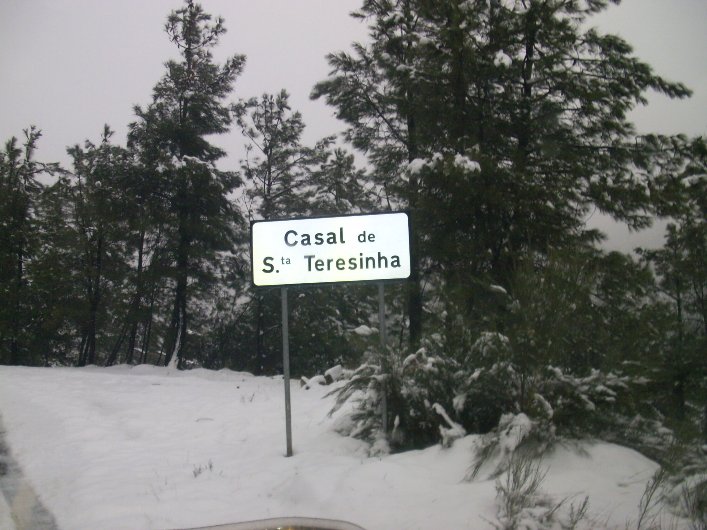 Casal de
S.ta Teresinha